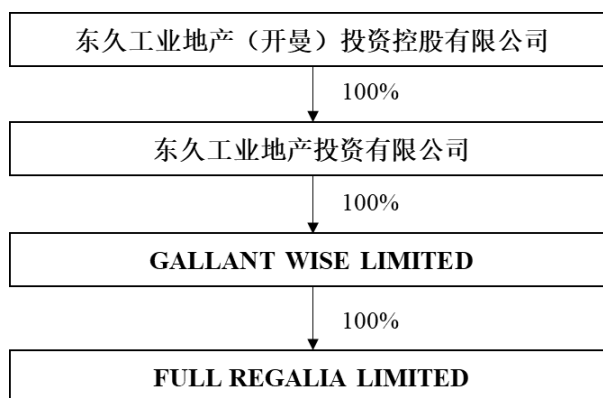 东久工业地产（开曼）投资控股有限公司
100%
东久工业地产投资有限公司
100%
GALLANT WISE LIMITED
100%
FULL REGALIA LIMITED